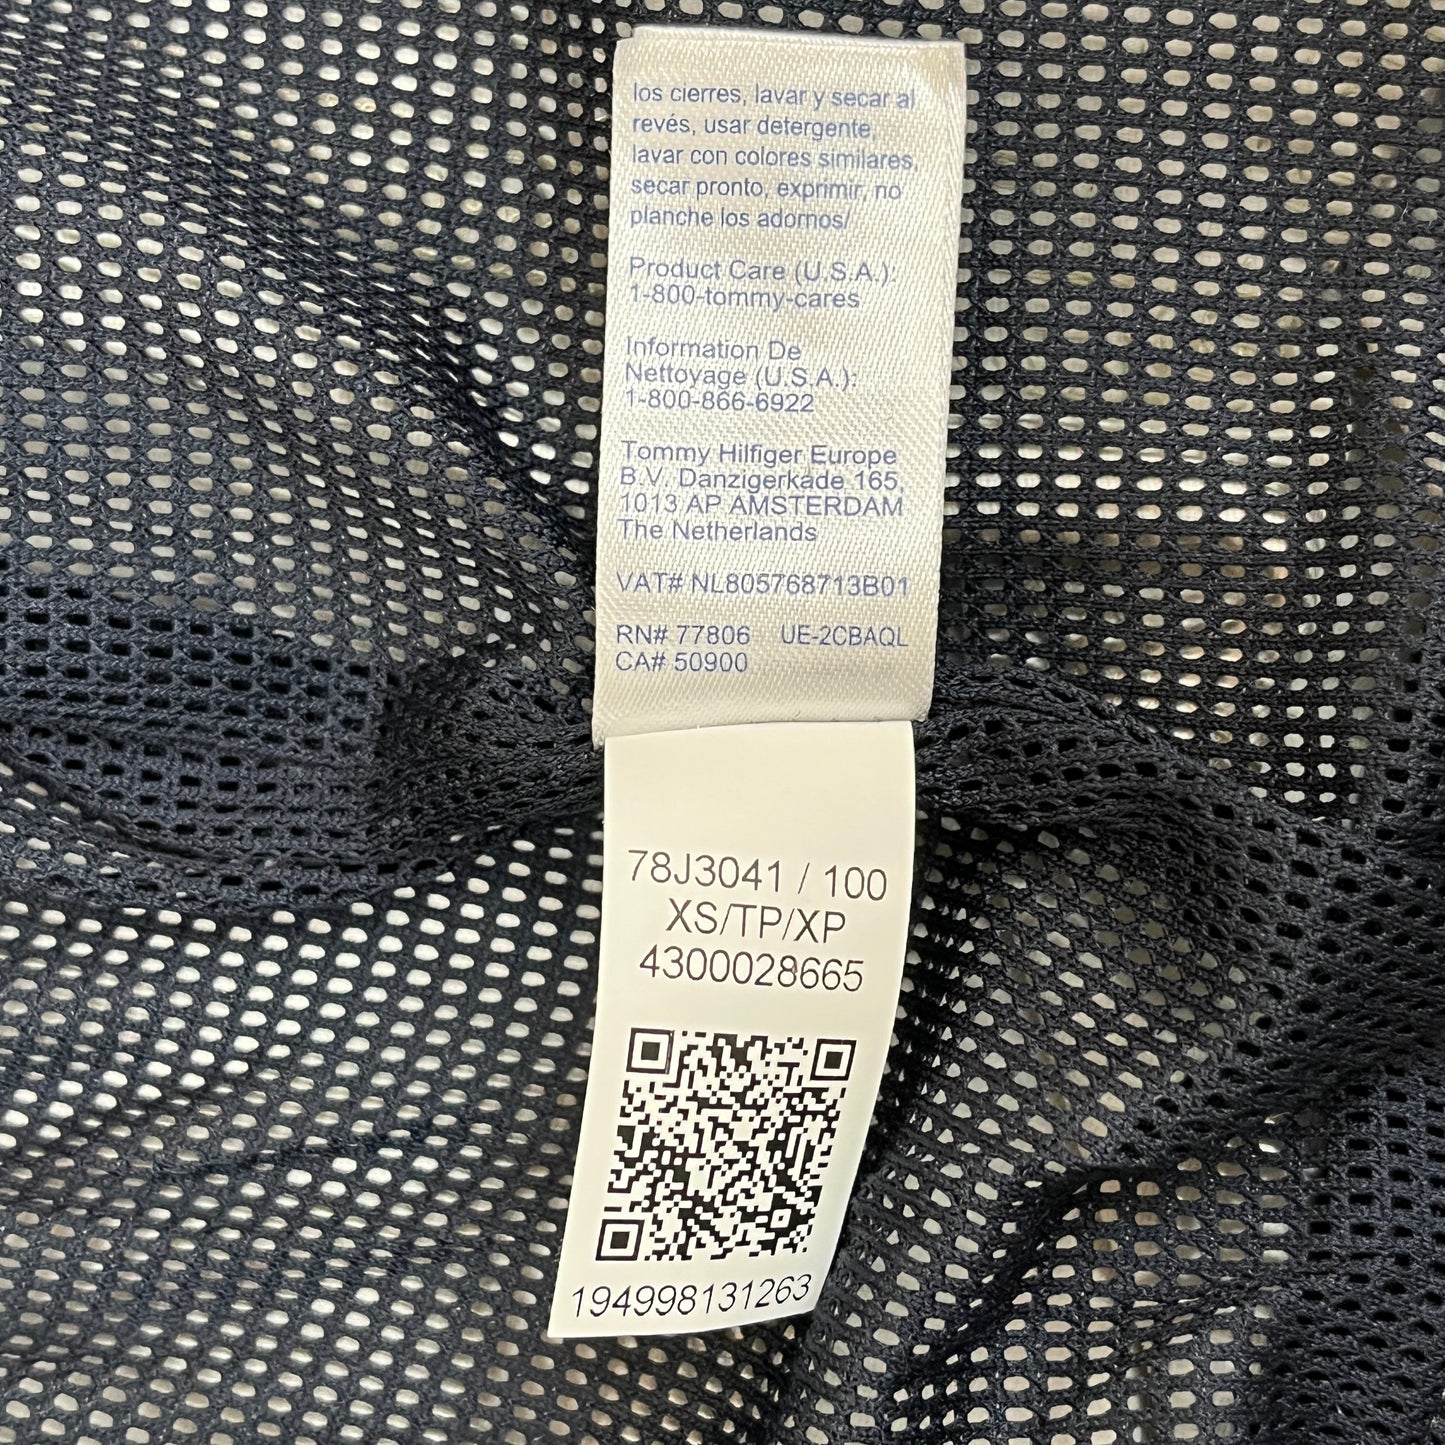 los cierres, lavar y secar al
revés, usar detergente,
lavar con colores similares,
secar pronto, exprimir, no
planche los adornos/
Product Care (U.S.A.):
1-800-tommy-cares
Information De
Nettoyage (U.S.A.):
1-800-866-6922
Tommy Hilfiger Europe
B.V. Danzigerkade 165,
1013 AP AMSTERDAM
The Netherlands
VAT# NL805768713B01
RN# 77806 UE-2CBAQL
CA# 50900
78J3041 / 100
XS/TP/XP
4300028665
194998131263